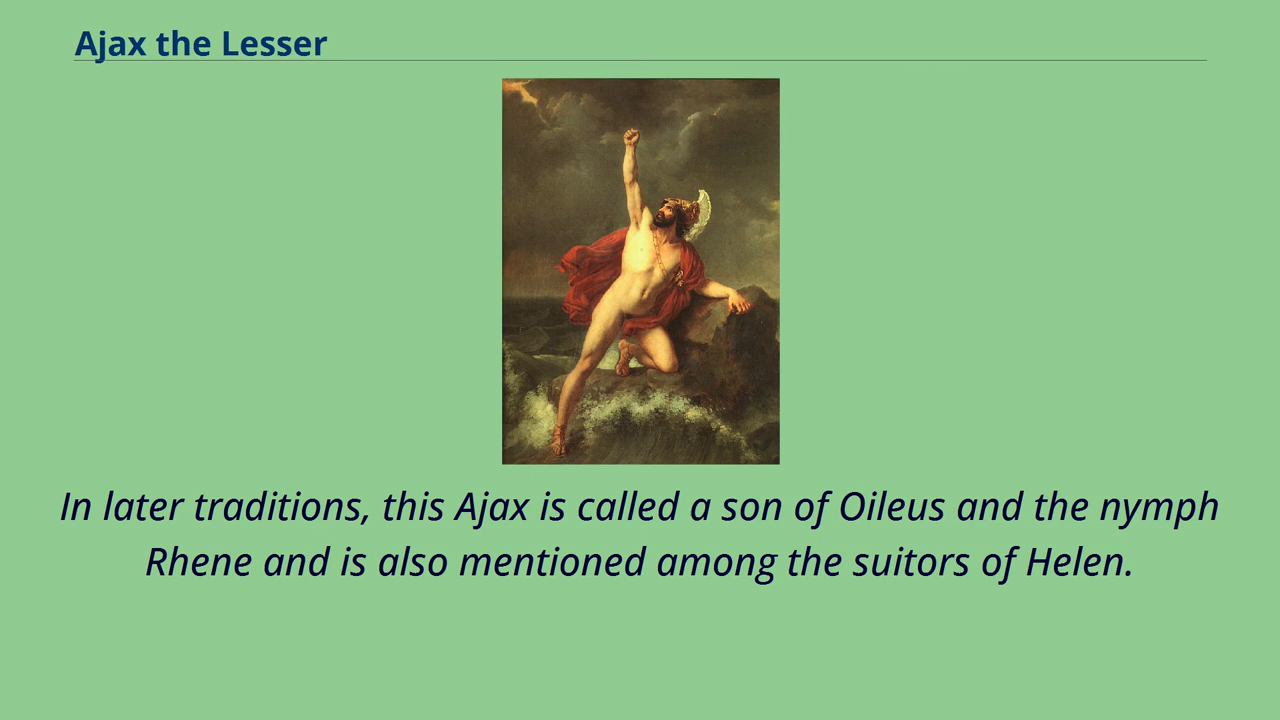 Ajax the Lesser
In later traditions, this Ajax is called a son of Oileus and the nymph
Rhene and is also mentioned among the suitors of Helen.